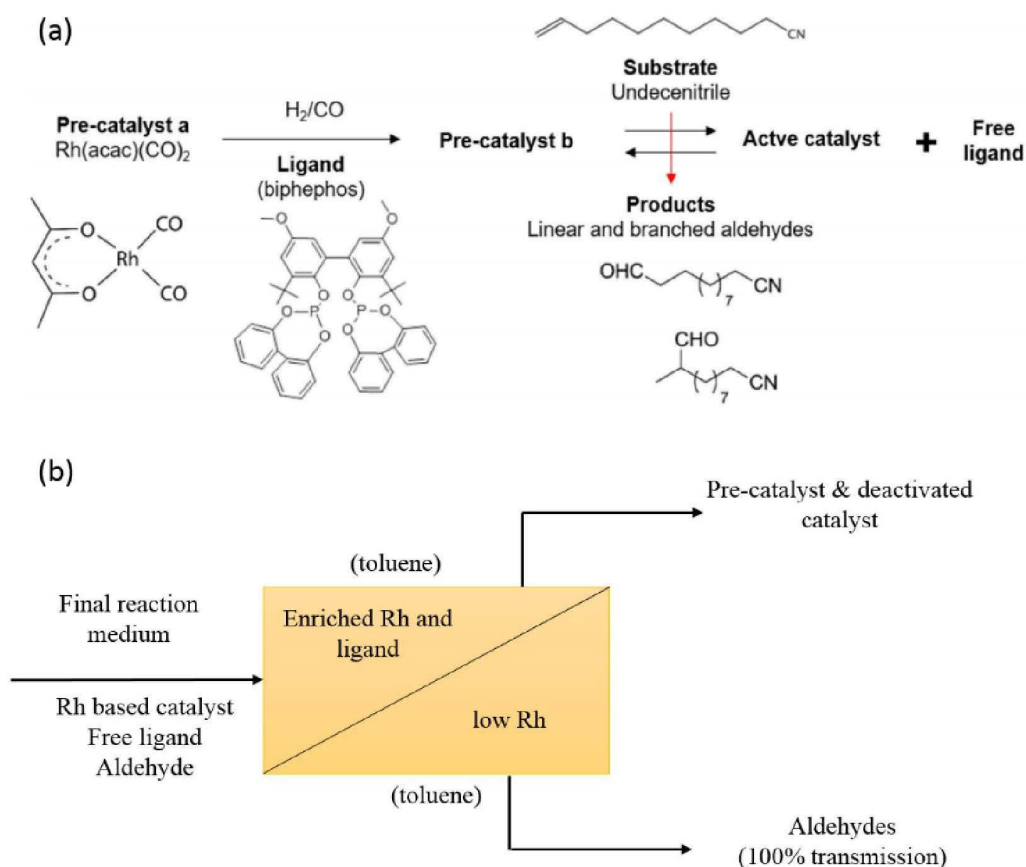 (a)
CN
Substrate
Undecenitrile
H₂/CO
Pre-catalyst a
Rh(acac)(CO)₂
Pre-catalyst b
Actve catalyst
+
Free
ligand
Ligand
(biphephos)
Products
Linear and branched aldehydes
O
CO
Rh
O
CO
O
O
O
O
P
O
O
O
P
O
OHC
7
CN
CHO
7
CN
(b)
Pre-catalyst & deactivated
catalyst
(toluene)
Final reaction
medium
Enriched Rh and
ligand
Rh based catalyst
Free ligand
Aldehyde
low Rh
(toluene)
Aldehydes
(100% transmission)